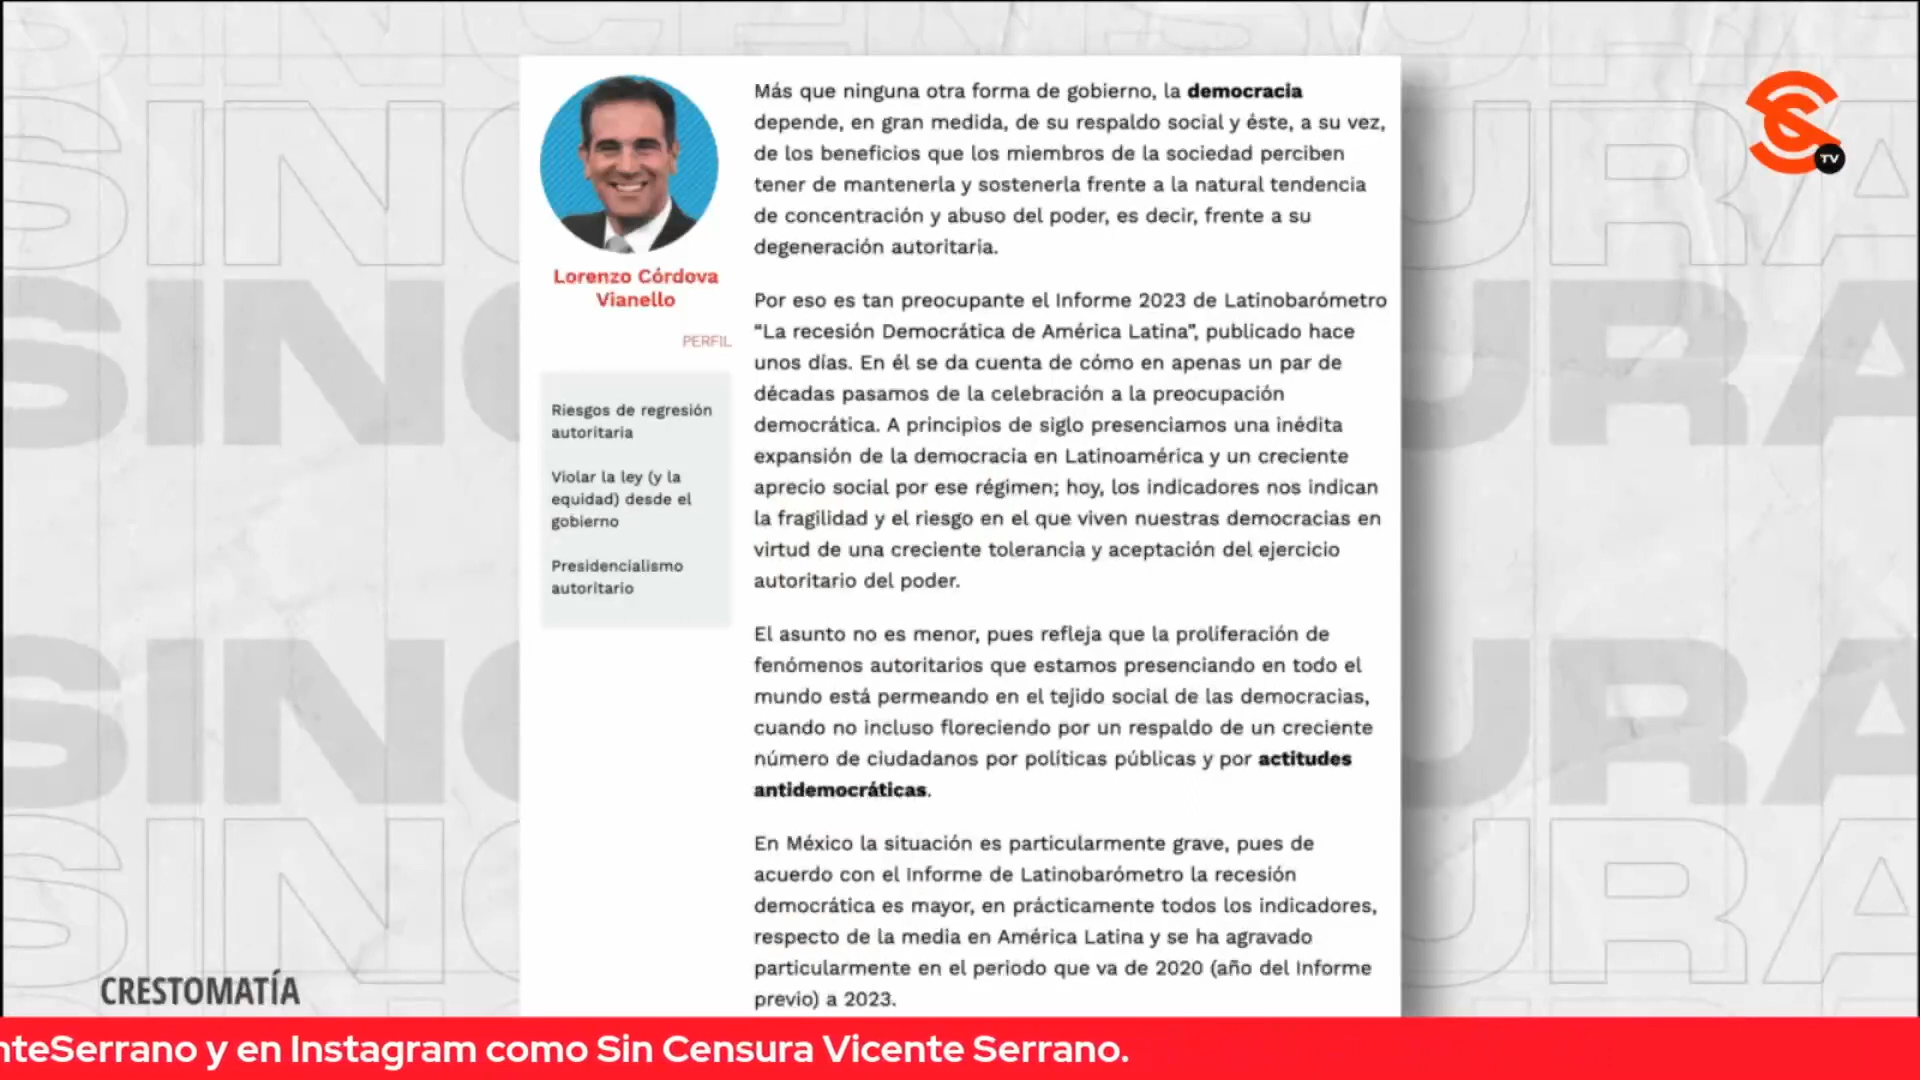 Más que ninguna otra forma de gobierno, la democracia
depende, en gran medida, de su respaldo social y éste, a su vez,
de los beneficios que los miembros de la sociedad perciben
tener de mantenerla y sostenerla frente a la natural tendencia
de concentración y abuso del poder, es decir, frente a su
degeneración autoritaria.
Lorenzo Córdova
Vianello
PERFIL
Riesgos de regresión
autoritaria
Violar la ley (y la
equidad) desde el
gobierno
Presidencialismo
autoritario
Por eso es tan preocupante el Informe 2023 de Latinobarómetro
“La recesión Democrática de América Latina”, publicado hace
unos días. En él se da cuenta de cómo en apenas un par de
décadas pasamos de la celebración a la preocupación
democrática. A principios de siglo presenciamos una inédita
expansión de la democracia en Latinoamérica y un creciente
aprecio social por ese régimen; hoy, los indicadores nos indican
la fragilidad y el riesgo en el que viven nuestras democracias en
virtud de una creciente tolerancia y aceptación del ejercicio
autoritario del poder.
El asunto no es menor, pues refleja que la proliferación de
fenómenos autoritarios que estamos presenciando en todo el
mundo está permeando en el tejido social de las democracias,
cuando no incluso floreciendo por un respaldo de un creciente
número de ciudadanos por políticas públicas y por actitudes
antidemocráticas.
En México la situación es particularmente grave, pues de
acuerdo con el Informe de Latinobarómetro la recesión
democrática es mayor, en prácticamente todos los indicadores,
respecto de la media en América Latina y se ha agravado
particularmente en el periodo que va de 2020 (año del Informe
previo) a 2023.
TV
CRESTOMATÍA
nteSerrano y en Instagram como Sin Censura Vicente Serrano.